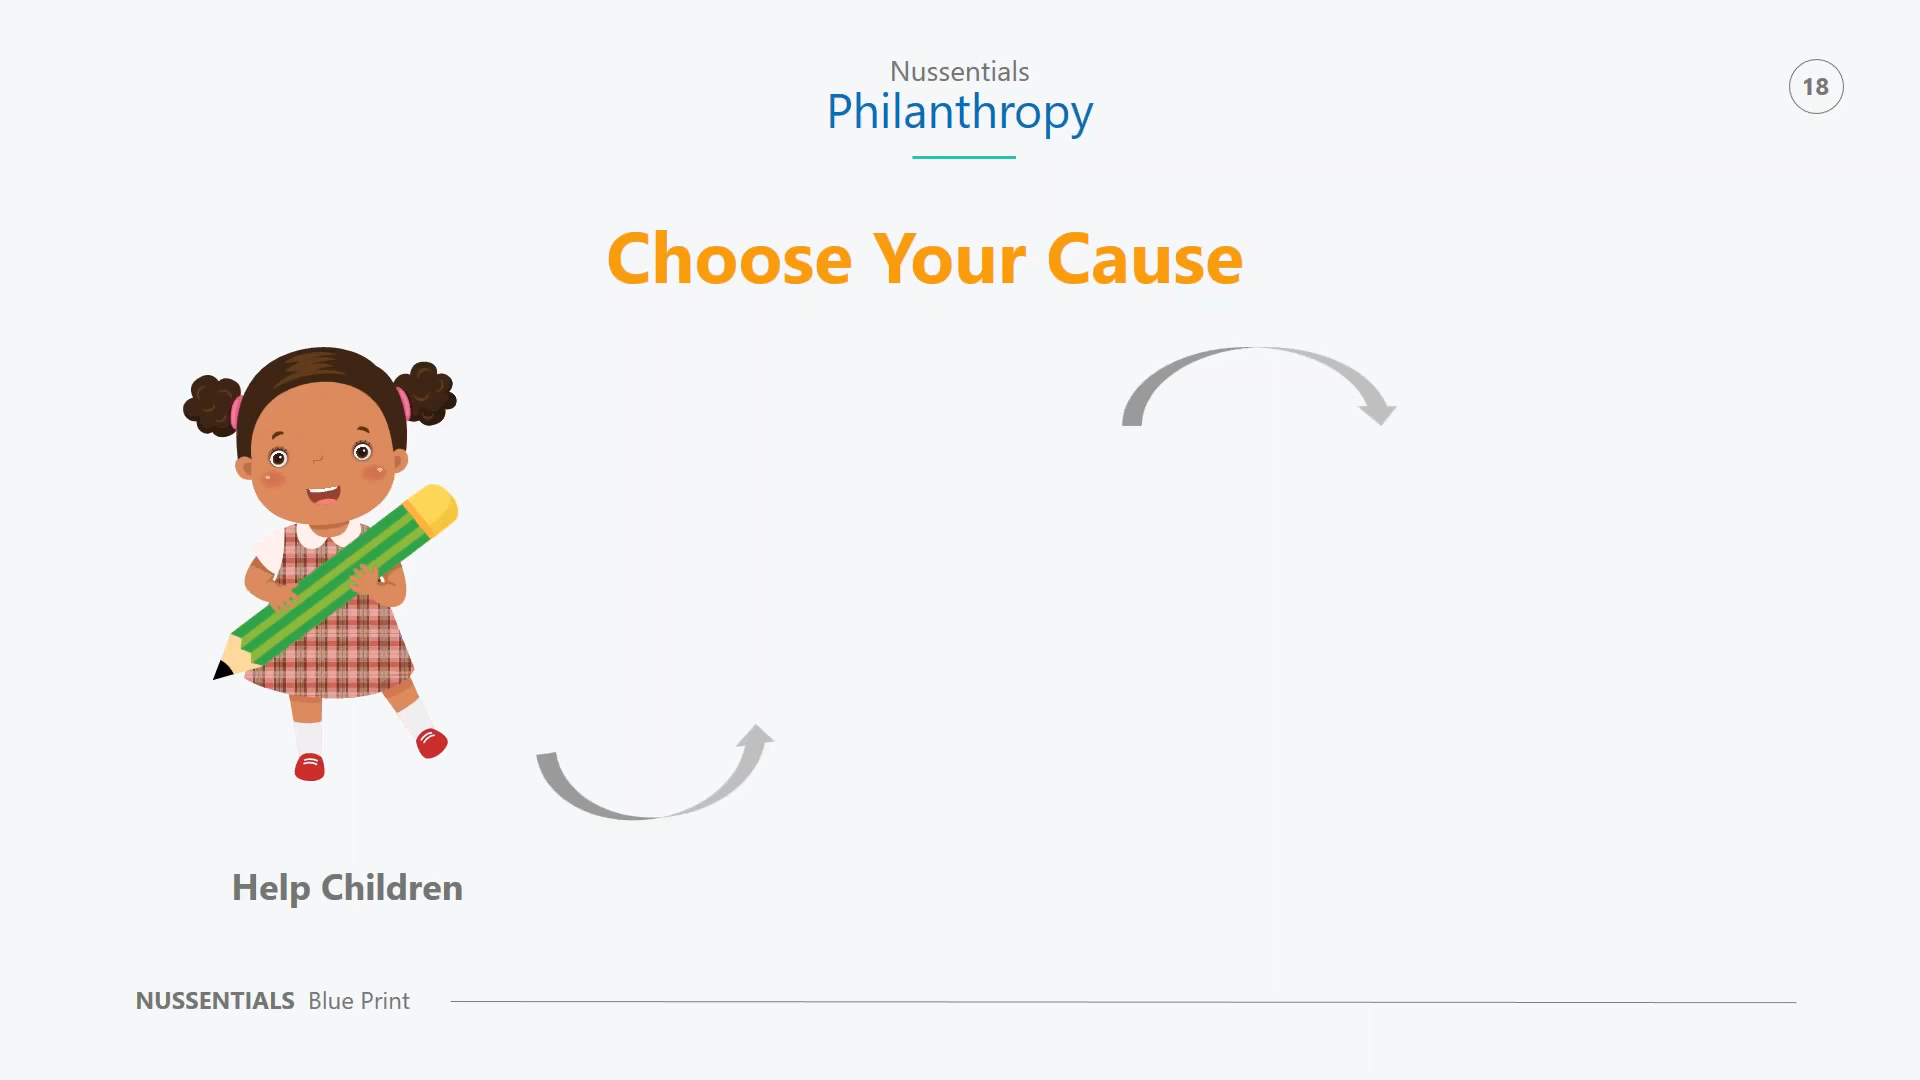 Nussentials
Philanthropy
18
Choose Your Cause
Help Children
NUSSENTIALS Blue Print